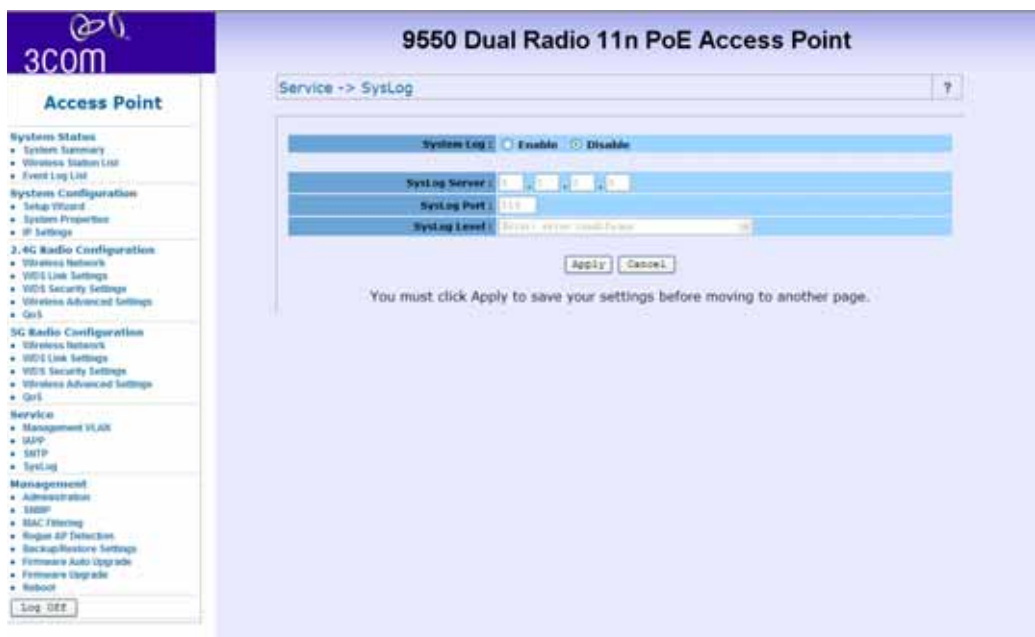 3COM
9550 Dual Radio 11n PoE Access Point
Access Point
System Status
System Summary
Wireless Station List
Event Log List
System Configuration
Setup Wizard
System Properties
IP Settings
2.4G Radio Configuration
Wireless Network
WDS Link Settings
WDS Security Settings
Wireless Advanced Settings
QoS
5G Radio Configuration
Wireless Network
WDS Link Settings
WDS Security Settings
Wireless Advanced Settings
QoS
Service
Management VLAN
IAPP
SNTP
SysLog
Management
Administration
SNMP
MAC Filtering
Rogue AP Detection
Backup/Restore Settings
Firmware Auto Upgrade
Firmware Upgrade
Reboot
Log Off
Service -> SysLog ?
System Log : Enable Disable
SysLog Server :
SysLog Port :
SysLog Level : Error: error conditions
Apply Cancel
You must click Apply to save your settings before moving to another page.